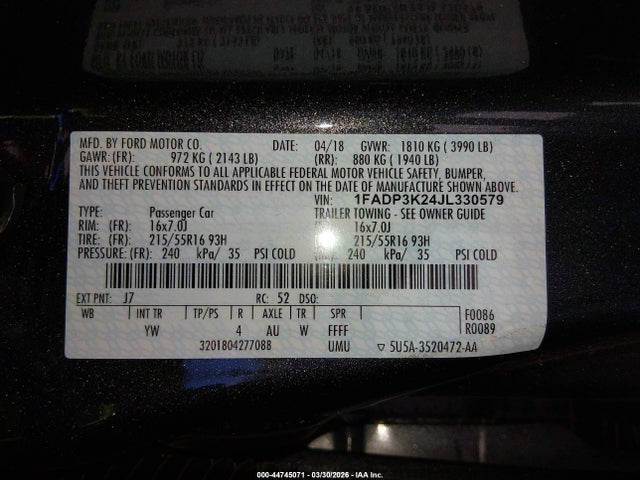 MFD. BY FORD MOTOR CO. DATE: 04/18 GVWR: 1810 KG ( 3990 LB)
GAWR: (FR): 972 KG ( 2143 LB) (RR): 880 KG ( 1940 LB)
THIS VEHICLE CONFORMS TO ALL APPLICABLE FEDERAL MOTOR VEHICLE SAFETY, BUMPER,
AND THEFT PREVENTION STANDARDS IN EFFECT ON THE DATE OF MANUFACTURE SHOWN ABOVE.
VIN: 1FADP3K24JL330579
TYPE: Passenger Car TRAILER TOWING - SEE OWNER GUIDE
RIM: (FR): 16x7.0J 16x7.0J
TIRE: (FR): 215/55R16 93H (RR): 215/55R16 93H
PRESSURE: (FR): 240 kPa/ 35 PSI COLD (RR): 240 kPa/ 35 PSI COLD
EXT PNT: J7 RC: 52 DSO:
WB INT TR TP/PS R AXLE TR SPR F0086
YW 4 AU W FFFF R0089
3201804277088 UMU ▽ 5U5A-3520472-AA
000-44745071 - 03/30/2026 - IAA Inc.